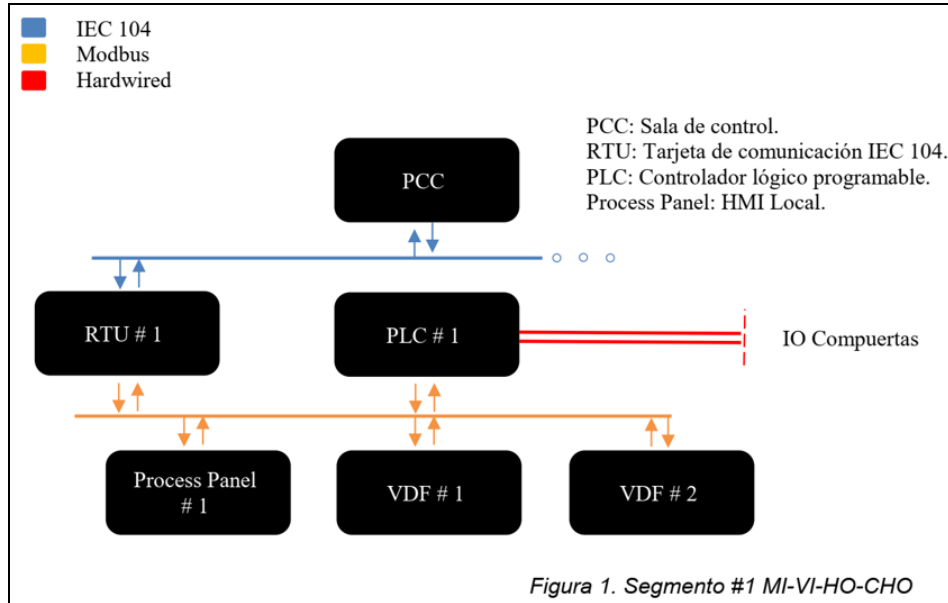 IEC 104
Modbus
Hardwired
PCC: Sala de control.
RTU: Tarjeta de comunicación IEC 104.
PLC: Controlador lógico programable.
Process Panel: HMI Local.
PCC
RTU # 1
PLC # 1
IO Compuertas
Process Panel
# 1
VDF # 1
VDF # 2
Figura 1. Segmento #1 MI-VI-HO-CHO